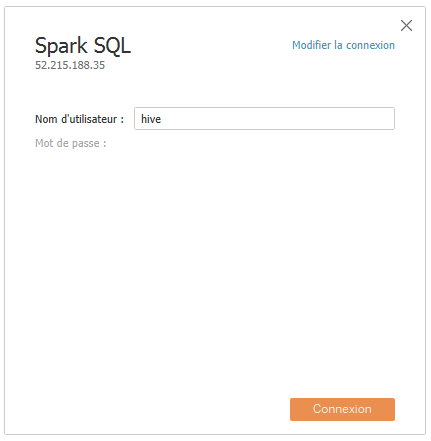 Spark SQL
Modifier la connexion
52.215.188.35
Nom d'utilisateur : hive
Mot de passe :
Connexion